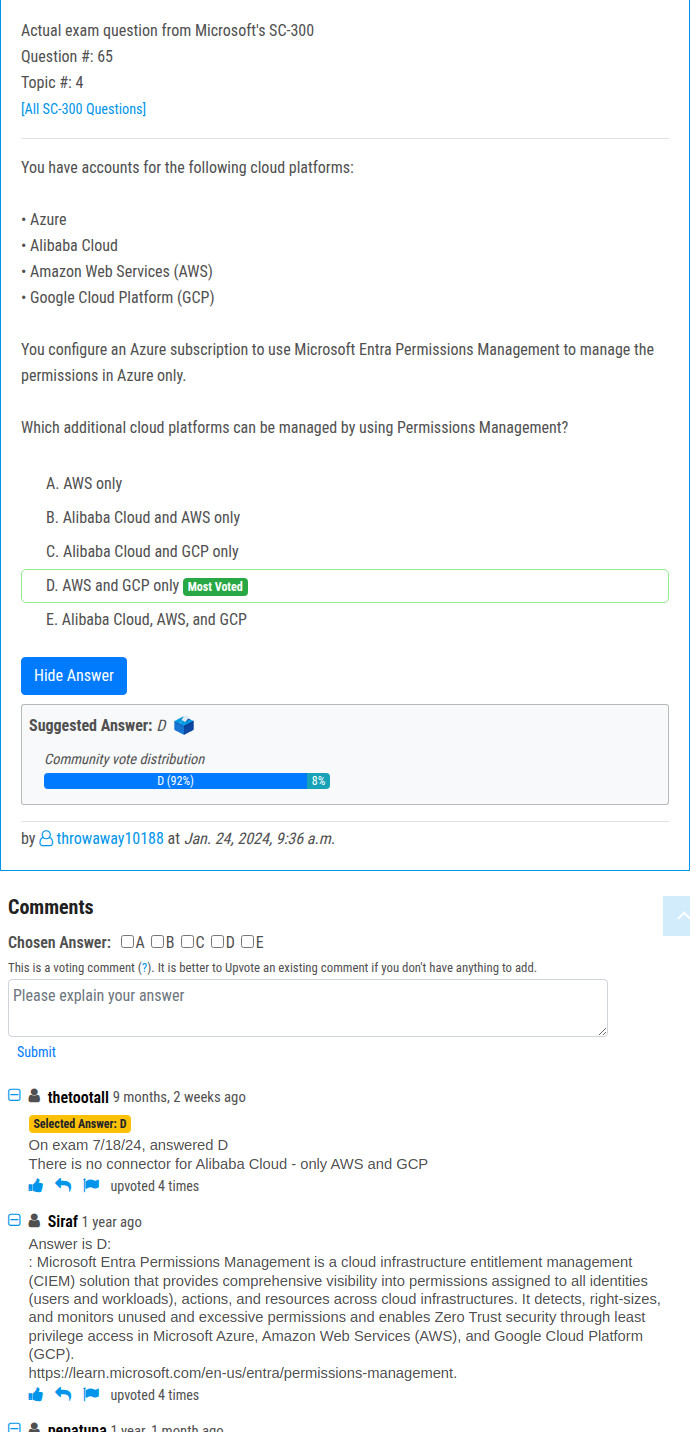 Actual exam question from Microsoft's SC-300
Question #: 65
Topic #: 4
[All SC-300 Questions]
You have accounts for the following cloud platforms:
• Azure
• Alibaba Cloud
• Amazon Web Services (AWS)
• Google Cloud Platform (GCP)
You configure an Azure subscription to use Microsoft Entra Permissions Management to manage the
permissions in Azure only.
Which additional cloud platforms can be managed by using Permissions Management?
A. AWS only
B. Alibaba Cloud and AWS only
C. Alibaba Cloud and GCP only
D. AWS and GCP only Most Voted
E. Alibaba Cloud, AWS, and GCP
Hide Answer
Suggested Answer: D
Community vote distribution
D (92%) 8%
by throwaway10188 at Jan. 24, 2024, 9:36 a.m.
Comments
Chosen Answer: A B C D E
This is a voting comment (?). It is better to Upvote an existing comment if you don't have anything to add.
Please explain your answer
Submit
thetootall 9 months, 2 weeks ago
Selected Answer: D
On exam 7/18/24, answered D
There is no connector for Alibaba Cloud - only AWS and GCP
upvoted 4 times
Siraf 1 year ago
Answer is D:
: Microsoft Entra Permissions Management is a cloud infrastructure entitlement management
(CIEM) solution that provides comprehensive visibility into permissions assigned to all identities
(users and workloads), actions, and resources across cloud infrastructures. It detects, right-sizes,
and monitors unused and excessive permissions and enables Zero Trust security through least
privilege access in Microsoft Azure, Amazon Web Services (AWS), and Google Cloud Platform
(GCP).
https://learn.microsoft.com/en-us/entra/permissions-management.
upvoted 4 times
penatuna 1 year, 1 month ago